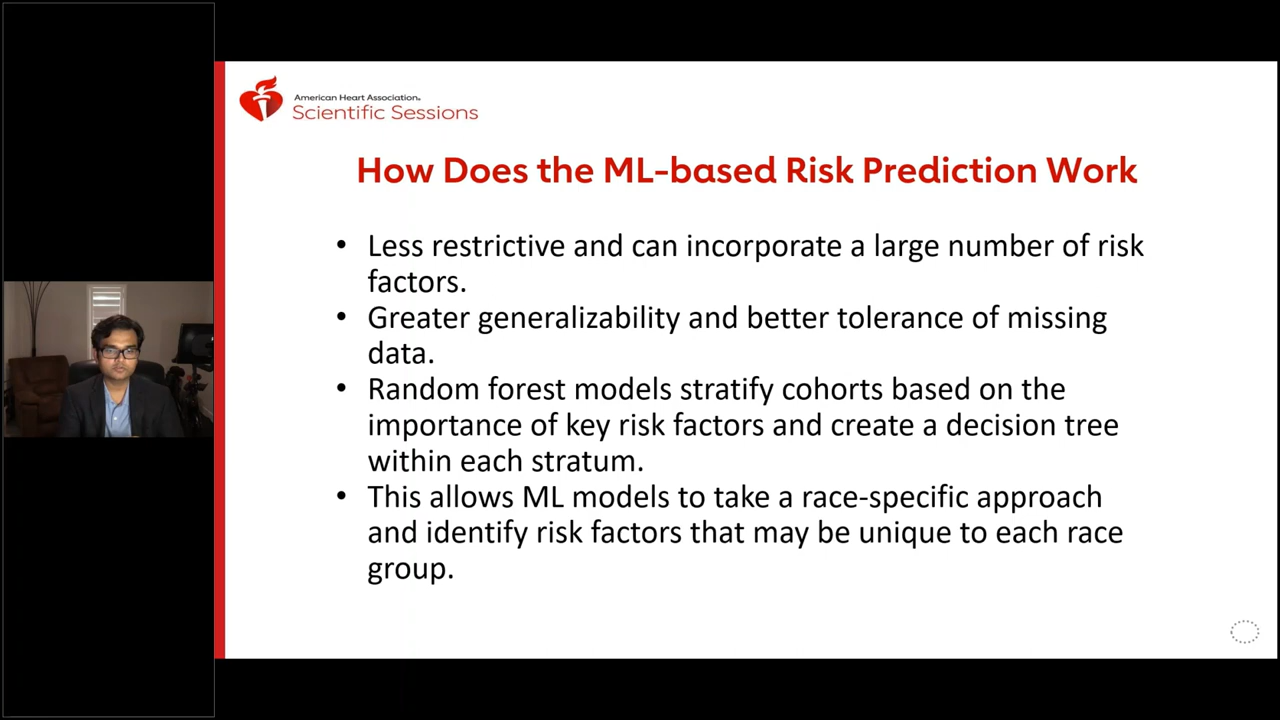 American Heart Association.
Scientific Sessions
How Does the ML-based Risk Prediction Work
• Less restrictive and can incorporate a large number of risk
factors.
• Greater generalizability and better tolerance of missing
data.
• Random forest models stratify cohorts based on the
importance of key risk factors and create a decision tree
within each stratum.
• This allows ML models to take a race-specific approach
and identify risk factors that may be unique to each race
group.